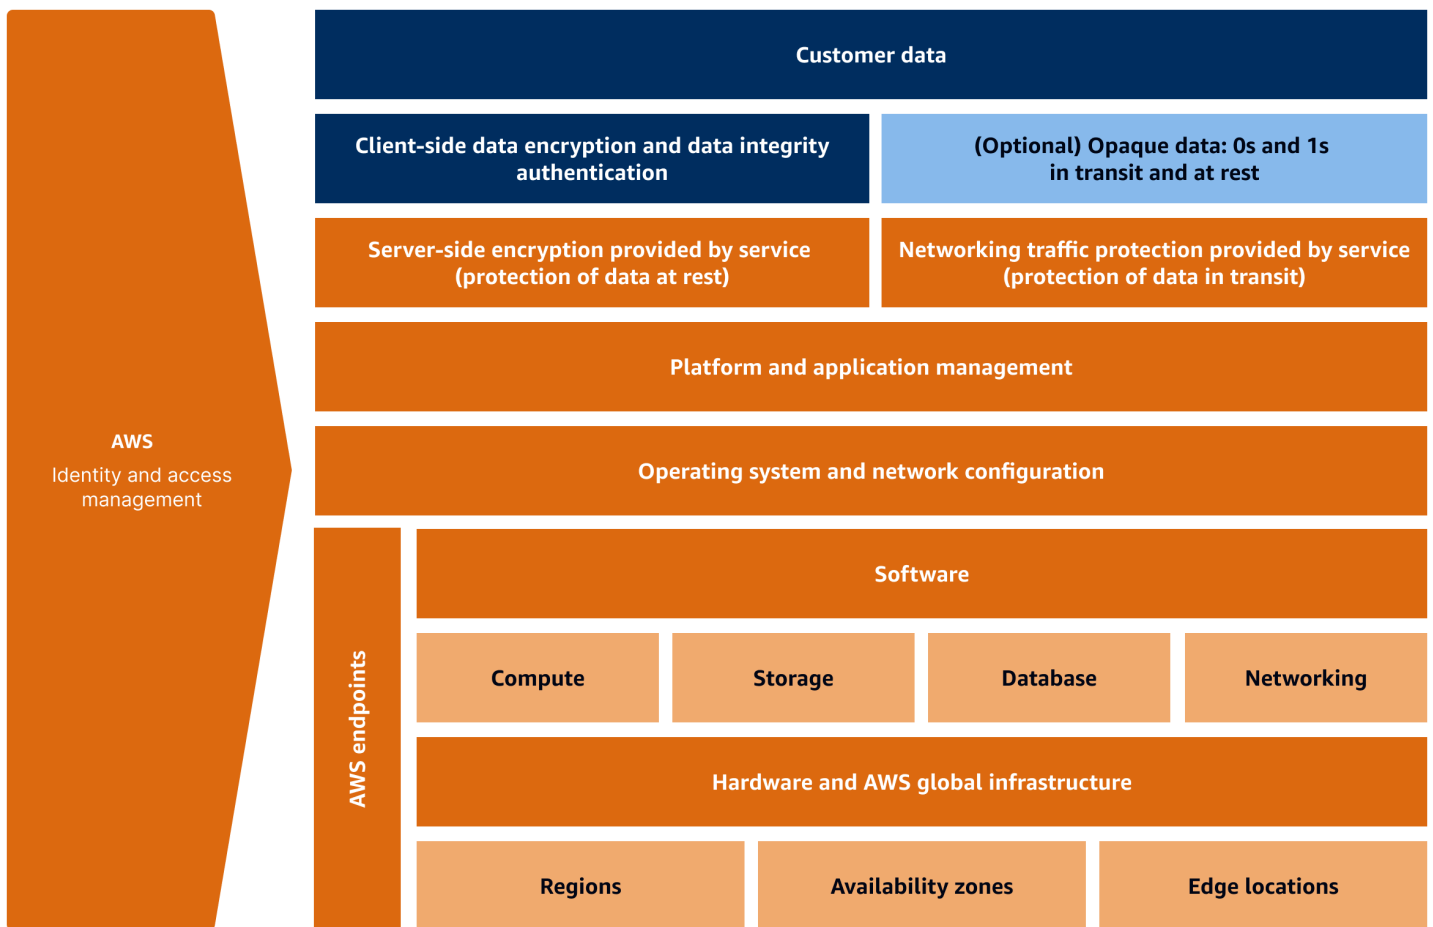 Customer data
Client-side data encryption and data integrity
authentication
(Optional) Opaque data: 0s and 1s
in transit and at rest
Server-side encryption provided by service
(protection of data at rest)
Networking traffic protection provided by service
(protection of data in transit)
Platform and application management
AWS
Identity and access
management
Operating system and network configuration
AWS endpoints
Software
Compute
Storage
Database
Networking
Hardware and AWS global infrastructure
Regions
Availability zones
Edge locations